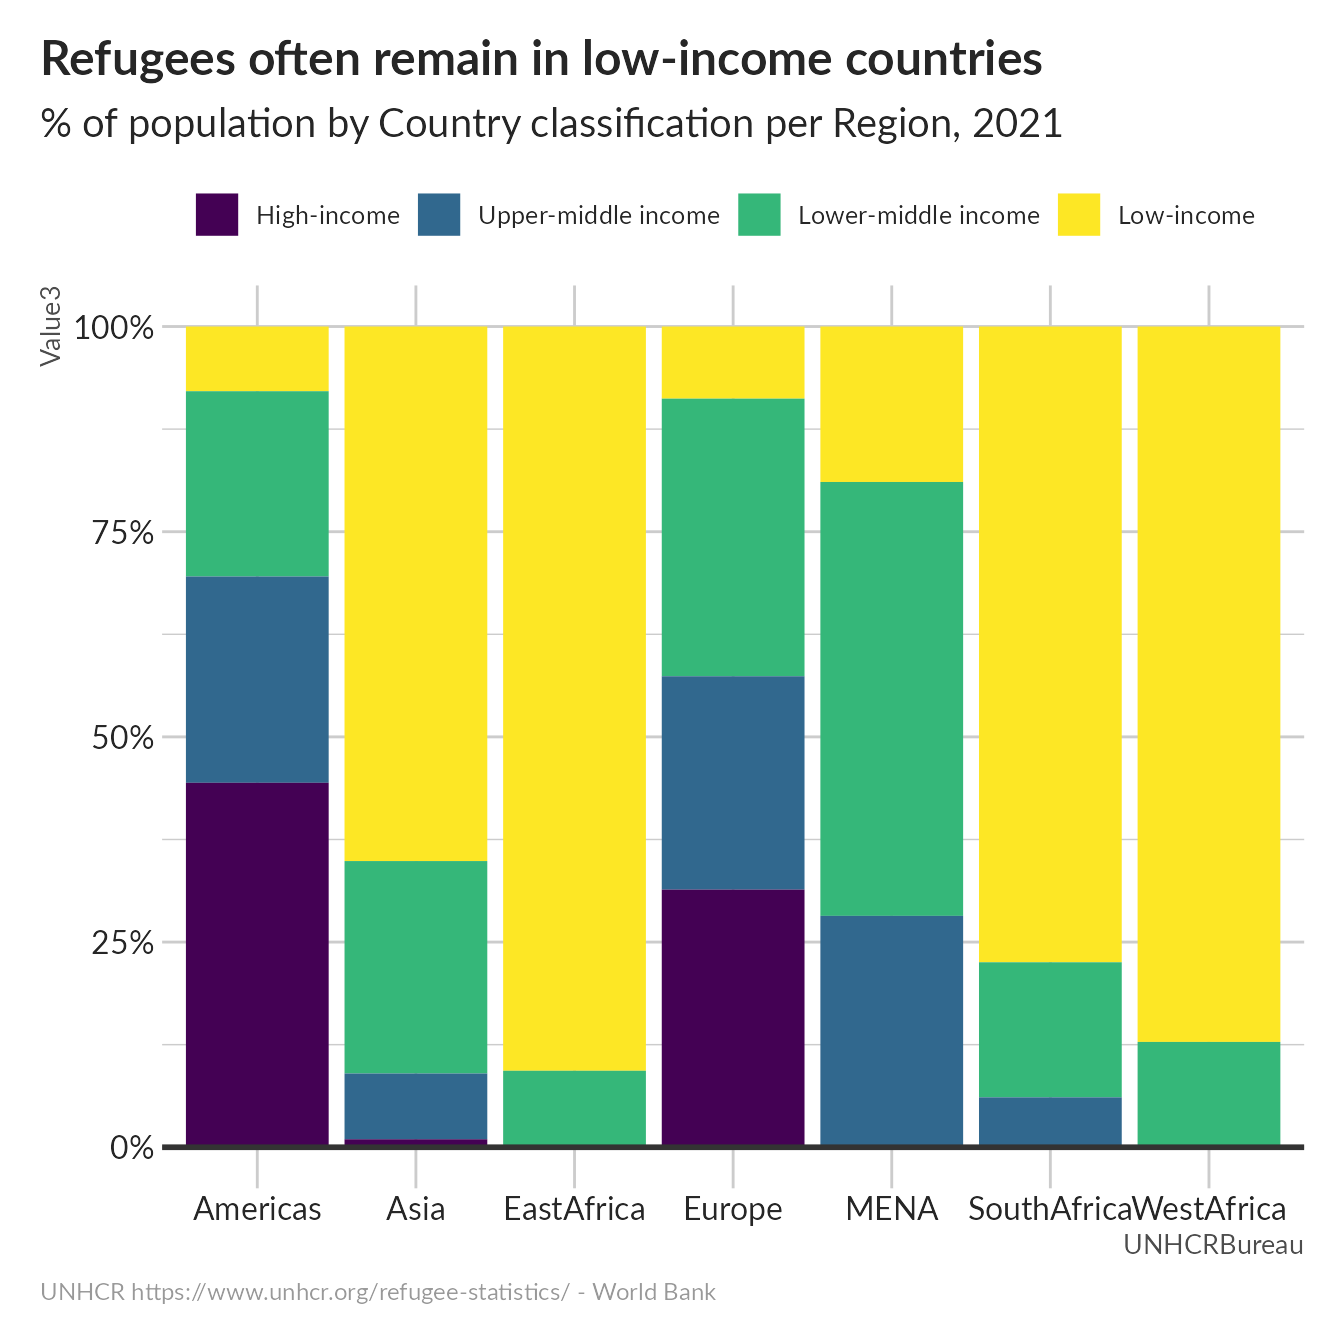 Refugees often remain in low-income countries
% of population by Country classification per Region, 2021
High-income Upper-middle income Lower-middle income Low-income
Value3
100%
75%
50%
25%
0%
Americas Asia EastAfrica Europe MENA SouthAfrica WestAfrica
UNHCRBureau
UNHCR https://www.unhcr.org/refugee-statistics/ - World Bank